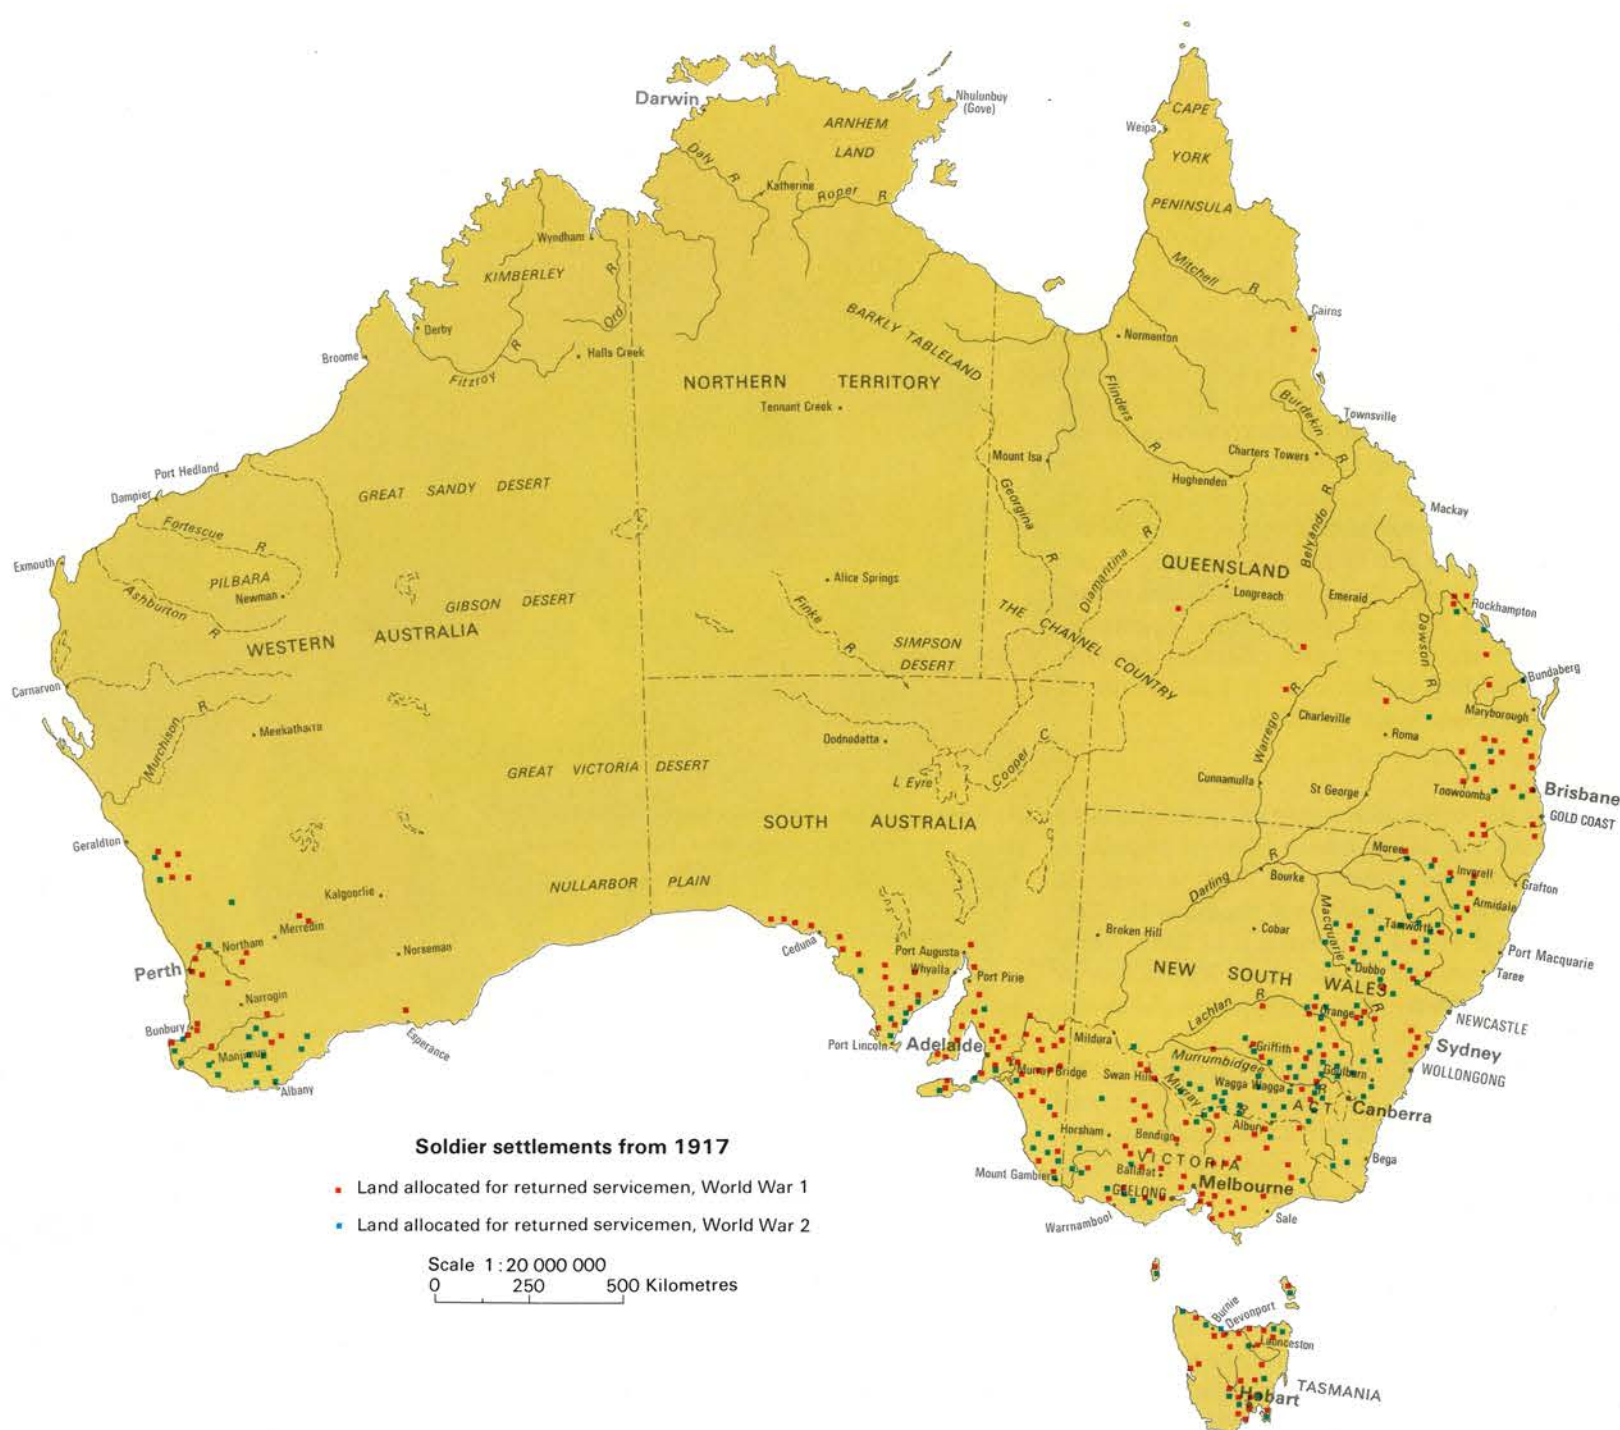 Darwin
Nhulunbuy
(Gove)
ARNHEM
LAND
CAPE
YORK
PENINSULA
Weipa
Daly R
Katherine
Roper R
Wyndham
KIMBERLEY
Ord R
Derby
Broome
Halls Creek
Fitzroy R
Mitchell R
Cairns
Normanton
BARKLY TABLELAND
NORTHERN TERRITORY
Tennant Creek
Flinders R
Burdekin R
Townsville
Mount Isa
Charters Towers
Hughenden
Port Hedland
Dampier
GREAT SANDY DESERT
Georgina R
Belyando R
Mackay
Fortescue R
Exmouth
PILBARA
Newman
Ashburton R
GIBSON DESERT
Alice Springs
Diamantina R
QUEENSLAND
Longreach
Emerald
Rockhampton
WESTERN AUSTRALIA
Finke R
SIMPSON
DESERT
THE CHANNEL COUNTRY
Dawson R
Carnarvon
Bundaberg
Murchison R
Meekatharra
Oodnadatta
Warrego R
Charleville
Roma
Maryborough
GREAT VICTORIA DESERT
L Eyre
Cooper C
Cunnamulla
St George
Toowoomba
Brisbane
GOLD COAST
SOUTH AUSTRALIA
Geraldton
Moree
Inverell
Grafton
Kalgoorlie
NULLARBOR PLAIN
Darling R
Bourke
Armidale
Merredin
Northam
Norseman
Broken Hill
Cobar
Macquarie R
Tamworth
Port Macquarie
Taree
Ceduna
Port Augusta
Whyalla
Port Pirie
Perth
Narrogin
NEW SOUTH WALES
Dubbo
Lachlan R
Orange
NEWCASTLE
Bunbury
Manjimup
Esperance
Albany
Port Lincoln
Adelaide
Murray Bridge
Mildura
Swan Hill
Griffith
Murrumbidgee R
Murray R
Wagga Wagga
Goulburn
Sydney
WOLLONGONG
ACT
Canberra
Horsham
Bendigo
Albury
VICTORIA
Ballarat
Bega
Mount Gambier
GEELONG
Melbourne
Warrnambool
Sale
Soldier settlements from 1917
Land allocated for returned servicemen, World War 1
Land allocated for returned servicemen, World War 2
Scale 1:20 000 000
0 250 500 Kilometres
Burnie
Devonport
Launceston
Hobart
TASMANIA